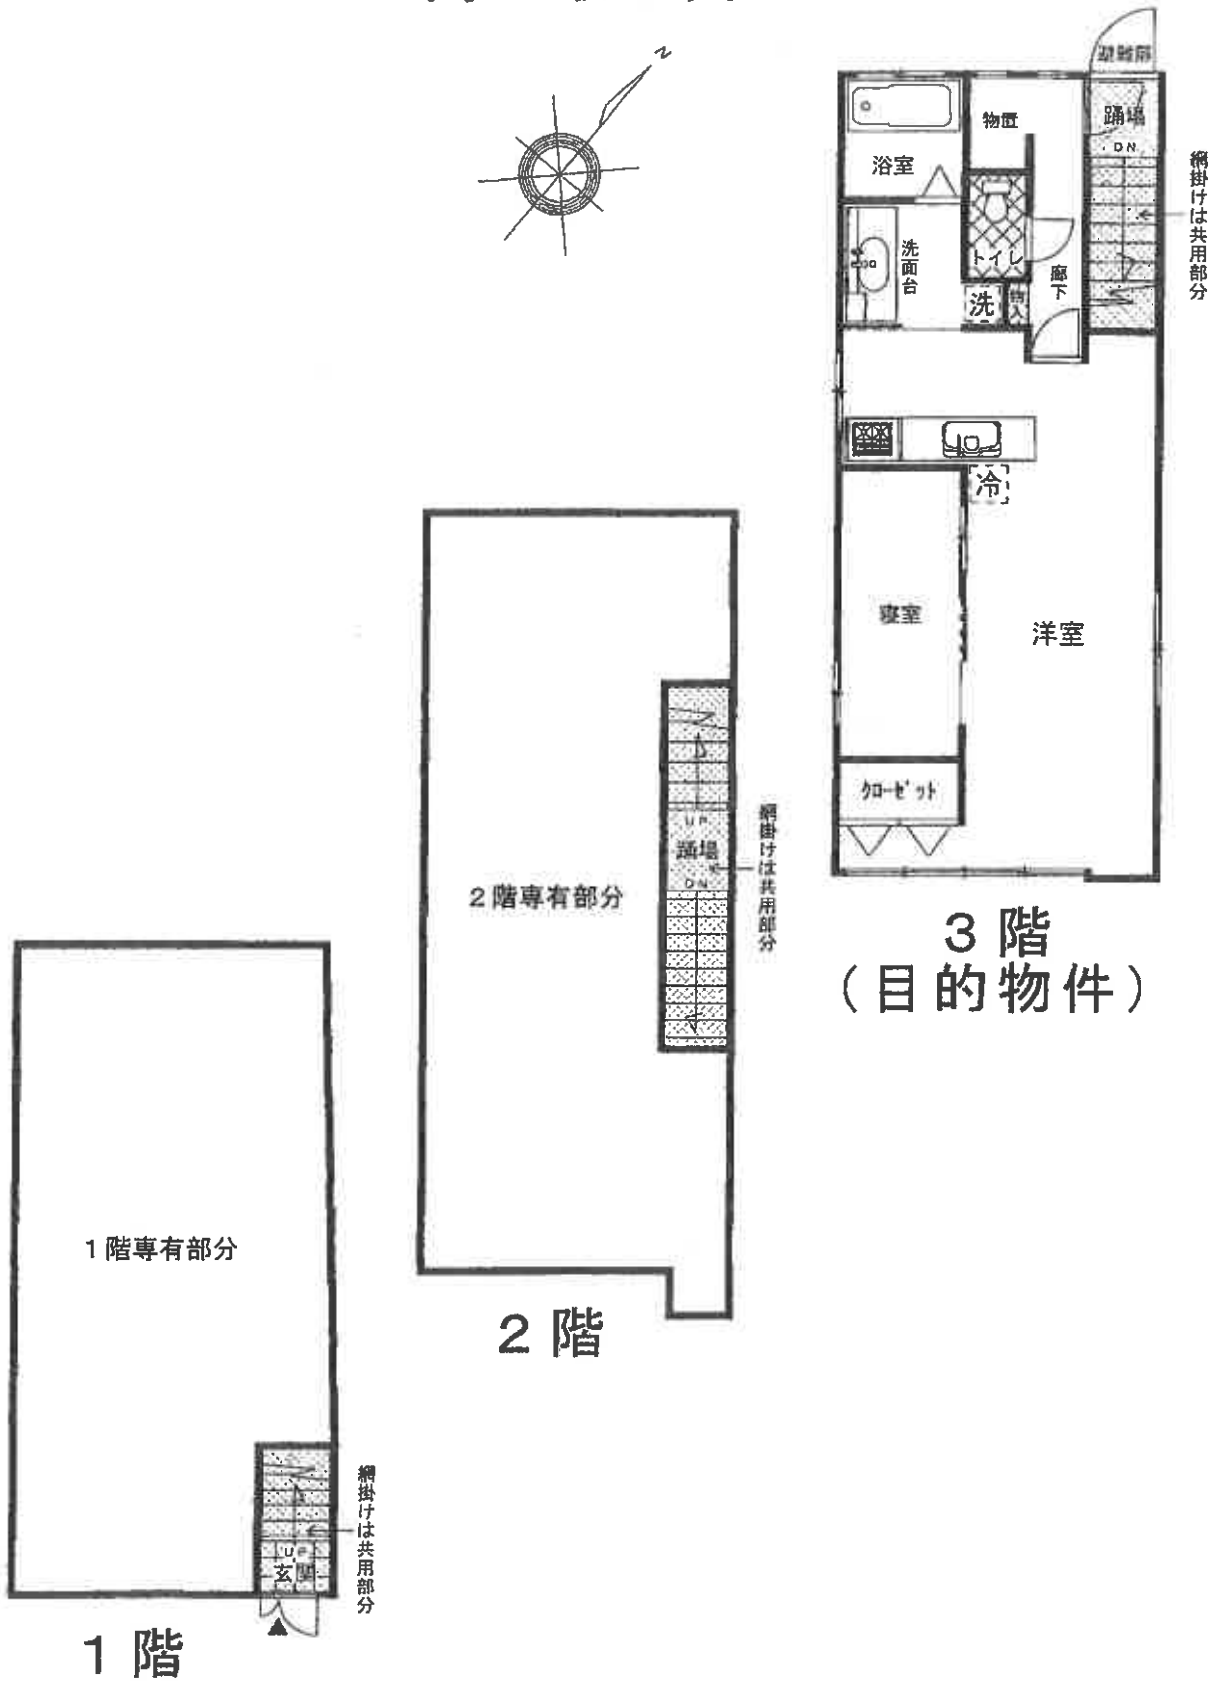 N
避難扉
物置
踊場
DN
浴室
網掛けは共用部分
トイレ
洗面台
廊下
洗
物入
冷
寝室
洋室
クローゼット
3階
(目的物件)
UP
踊場
DN
網掛けは共用部分
2階専有部分
2階
1階専有部分
網掛けは共用部分
UP
玄関
1階